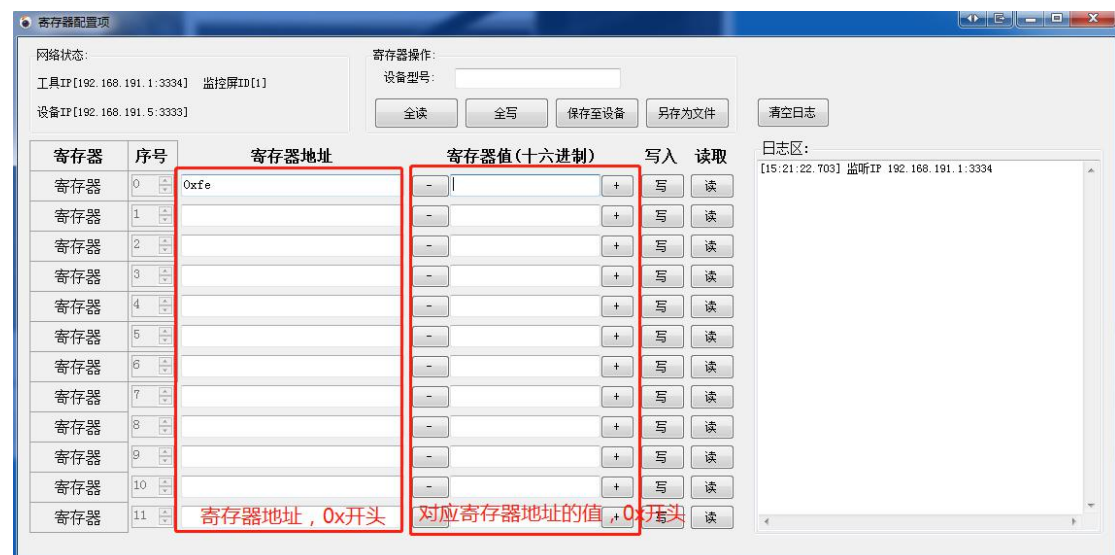 寄存器配置项
网络状态:
工具IP[192.168.191.1:3334] 监控屏ID[1]
设备IP[192.168.191.5:3333]
寄存器操作:
设备型号:
全读 全写 保存至设备 另存为文件 清空日志
寄存器 序号 寄存器地址 寄存器值(十六进制) 写入 读取
寄存器 0 0xfe - + 写 读
寄存器 1 - + 写 读
寄存器 2 - + 写 读
寄存器 3 - + 写 读
寄存器 4 - + 写 读
寄存器 5 - + 写 读
寄存器 6 - + 写 读
寄存器 7 - + 写 读
寄存器 8 - + 写 读
寄存器 9 - + 写 读
寄存器 10 - + 写 读
寄存器 11 - + 写 读
寄存器地址，0x开头 对应寄存器地址的值，0x开头
日志区:
[15:21:22.703] 监听IP 192.168.191.1:3334